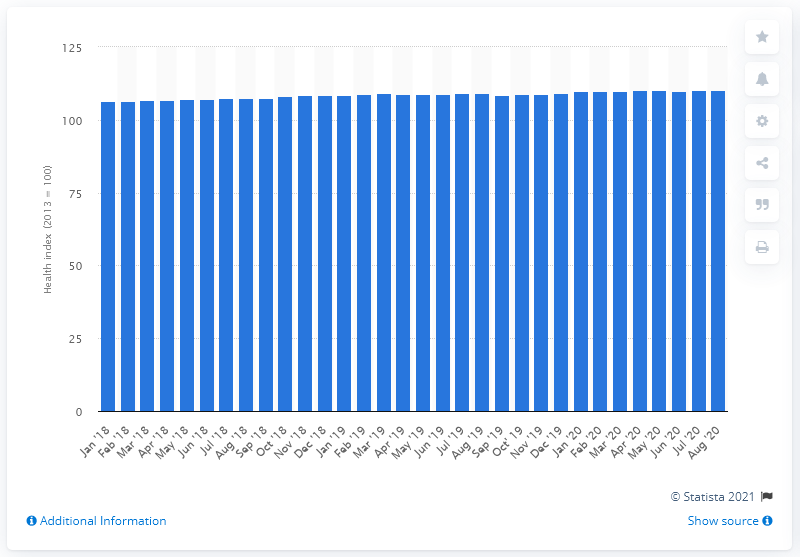 125
100
75
50
25
0
Health index (2013 = 100)
Jan '18
Feb '18
Mar '18
Apr '18
May '18
Jun '18
Jul '18
Aug '18
Sep '18
Oct '18
Nov '18
Dec '18
Jan '19
Feb '19
Mar '19
Apr '19
May '19
Jun '19
Jul '19
Aug '19
Sep '19
Oct' 19
Nov '19
Dec '19
Jan '20
Feb '20
Mar '20
Apr '20
May '20
Jun '20
Jul '20
Aug '20
© Statista 2021
Additional Information
Show source